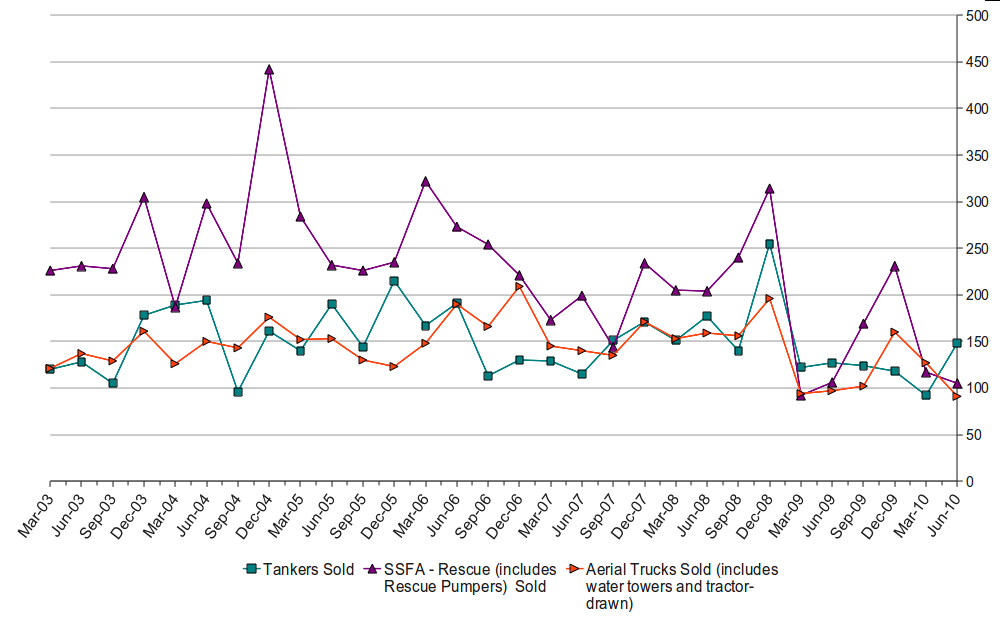 500
450
400
350
300
250
200
150
100
50
0
Mar-03
Jun-03
Sep-03
Dec-03
Mar-04
Jun-04
Sep-04
Dec-04
Mar-05
Jun-05
Sep-05
Dec-05
Mar-06
Jun-06
Sep-06
Dec-06
Mar-07
Jun-07
Sep-07
Dec-07
Mar-08
Jun-08
Sep-08
Dec-08
Mar-09
Jun-09
Sep-09
Dec-09
Mar-10
Jun-10
Tankers Sold
SSFA - Rescue (includes
Rescue Pumpers) Sold
Aerial Trucks Sold (includes
water towers and tractor-
drawn)